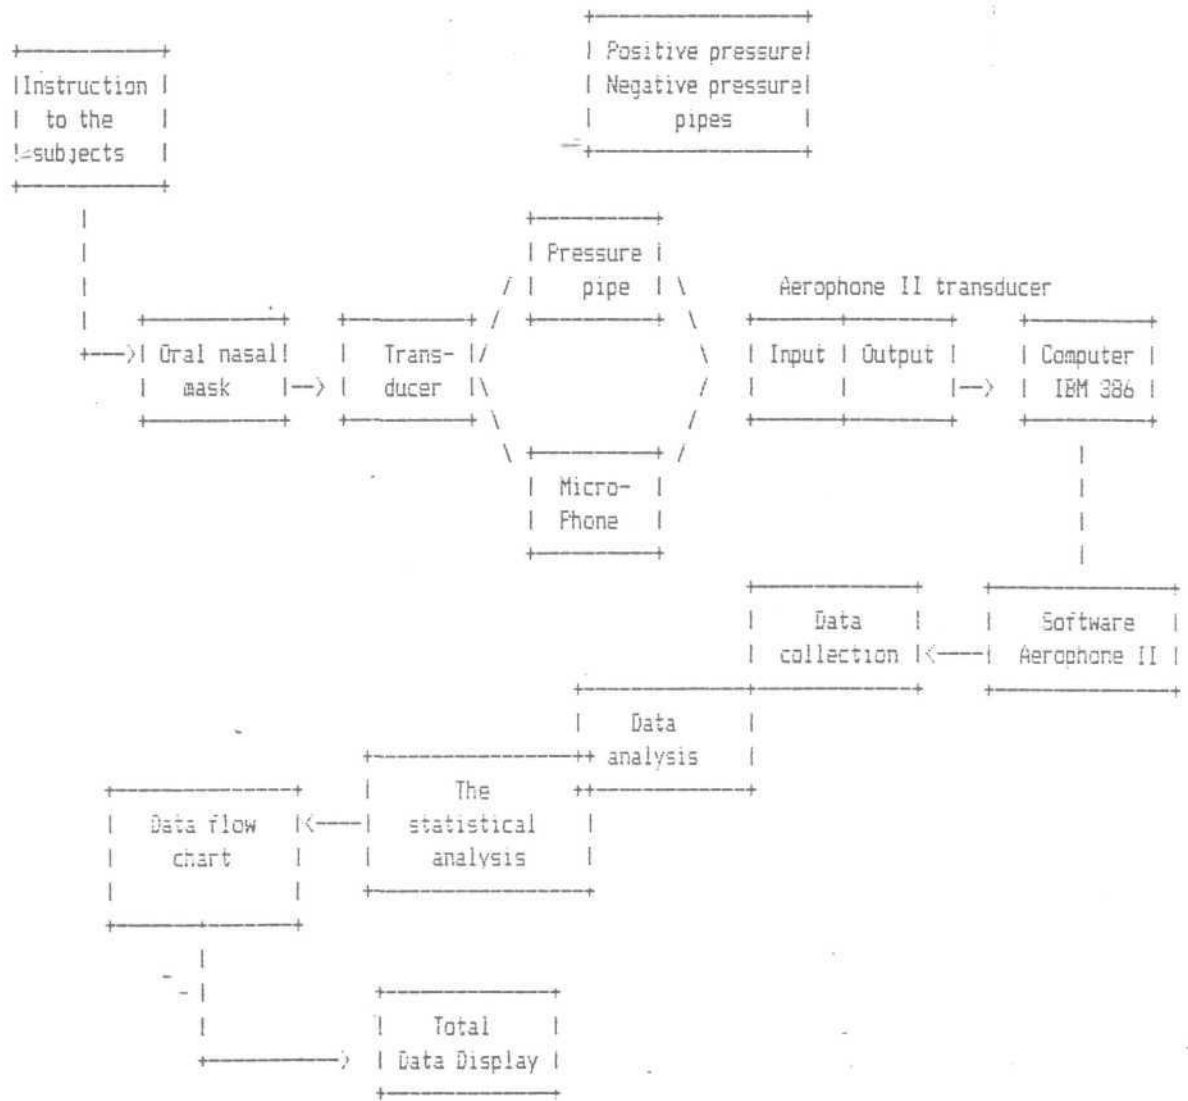 Positive pressure
Negative pressure
pipes
Instruction
to the
subjects
Pressure
pipe
Aerophone II transducer
Oral nasal
mask
Trans-
ducer
Input Output
Computer
IBM 386
Micro-
Phone
Data
collection
Software
Aerophone II
Data
analysis
The
statistical
analysis
Data flow
chart
Total
Data Display